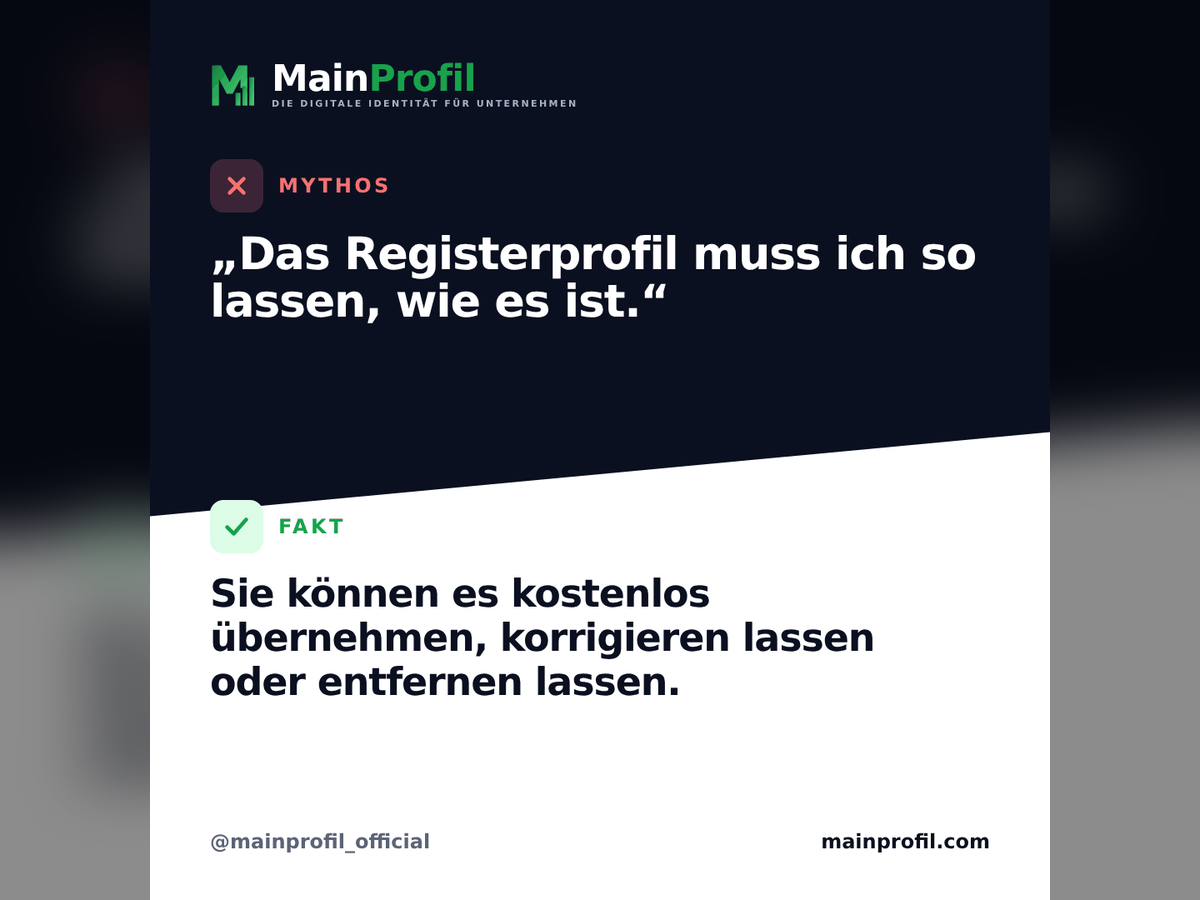 MainProfil
DIE DIGITALE IDENTITÄT FÜR UNTERNEHMEN
MYTHOS
„Das Registerprofil muss ich so
lassen, wie es ist.“
FAKT
Sie können es kostenlos
übernehmen, korrigieren lassen
oder entfernen lassen.
@mainprofil_official
mainprofil.com